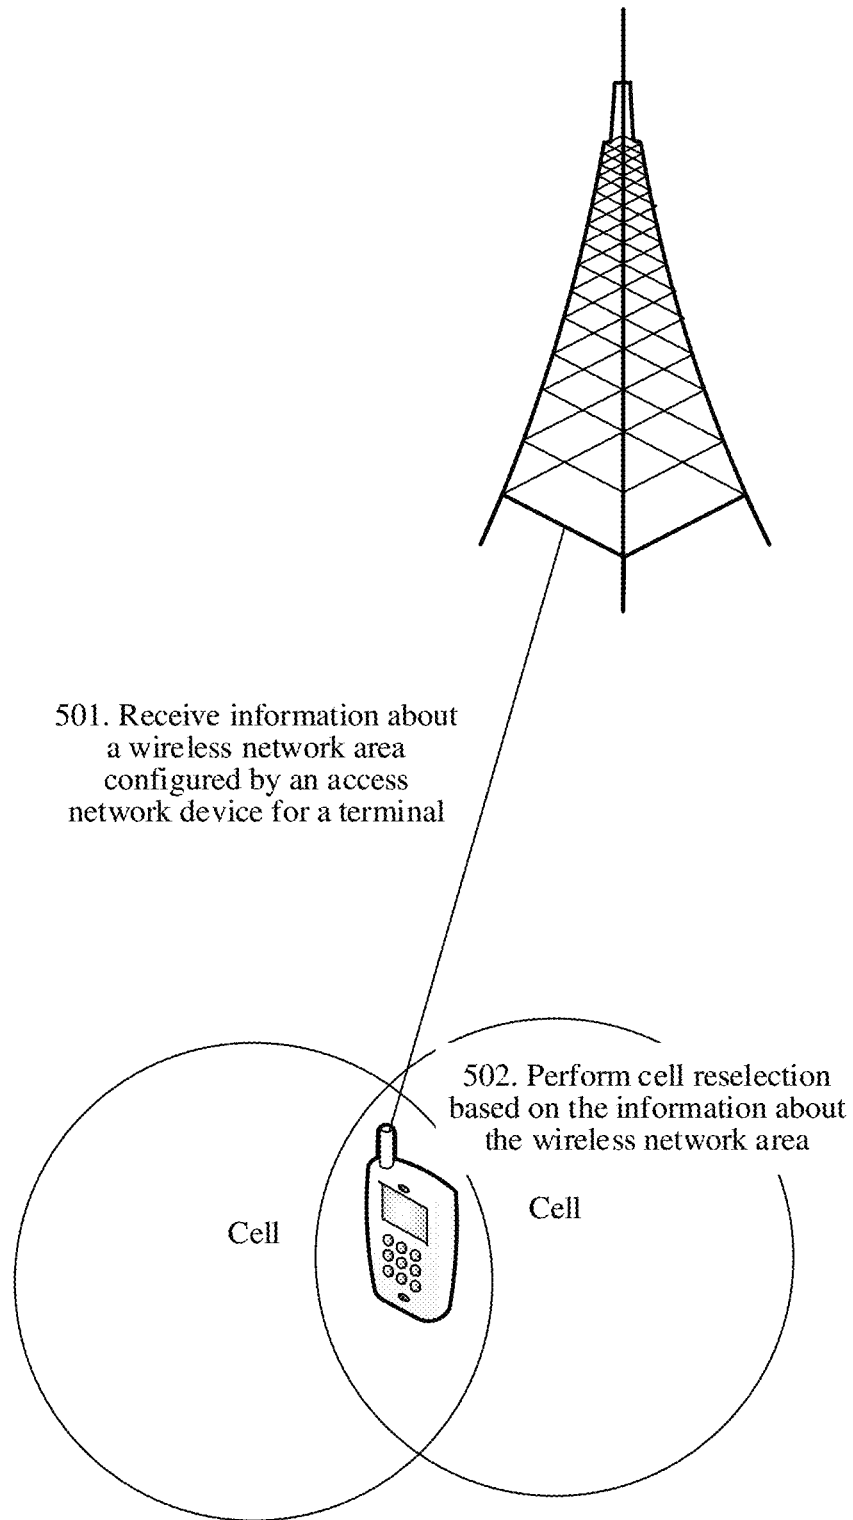 501. Receive information about
a wireless network area
configured by an access
network device for a terminal
502. Perform cell reselection
based on the information about
the wireless network area
Cell
Cell